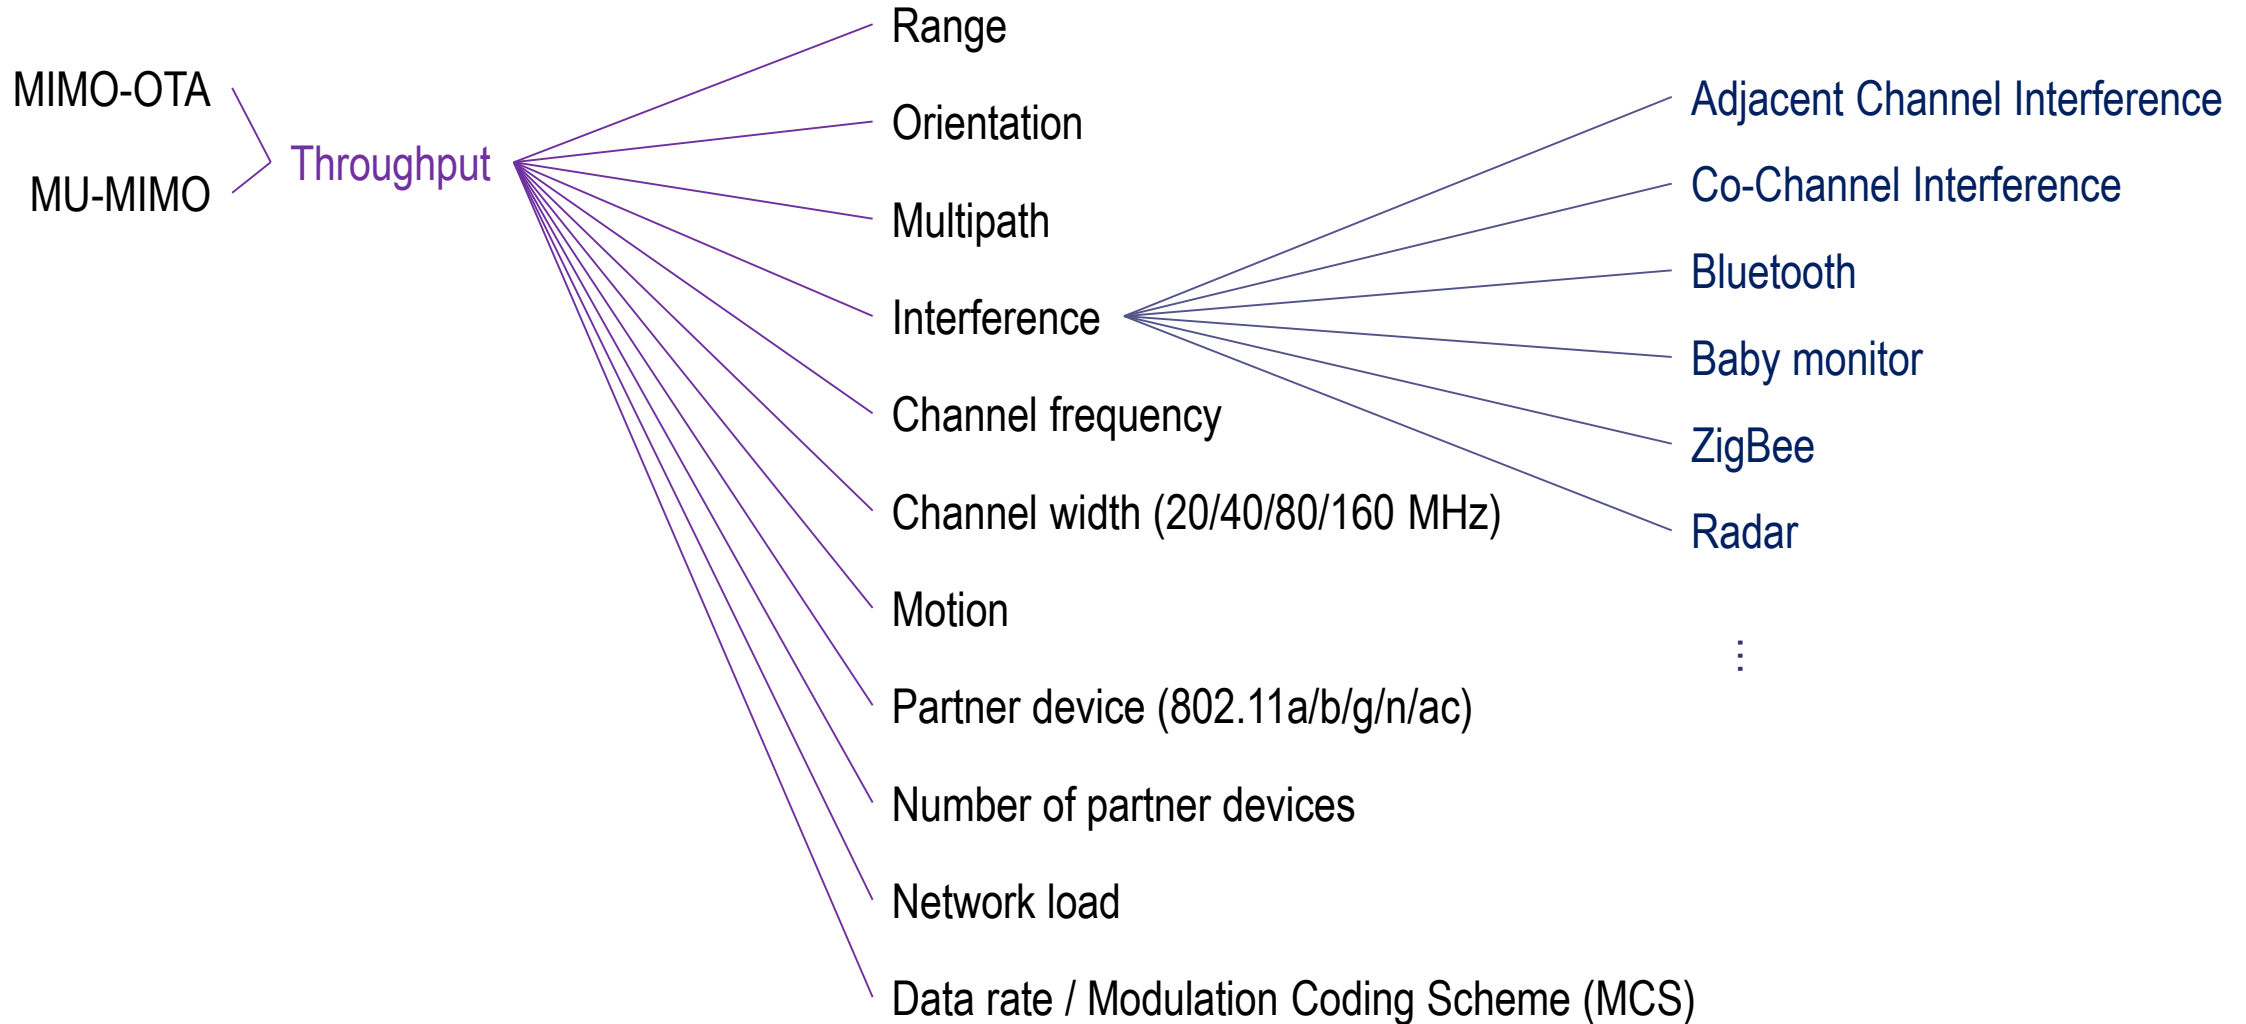 MIMO-OTA
MU-MIMO
Throughput
Range
Orientation
Multipath
Interference
Channel frequency
Channel width (20/40/80/160 MHz)
Motion
Partner device (802.11a/b/g/n/ac)
Number of partner devices
Network load
Data rate / Modulation Coding Scheme (MCS)
Adjacent Channel Interference
Co-Channel Interference
Bluetooth
Baby monitor
ZigBee
Radar
⋮